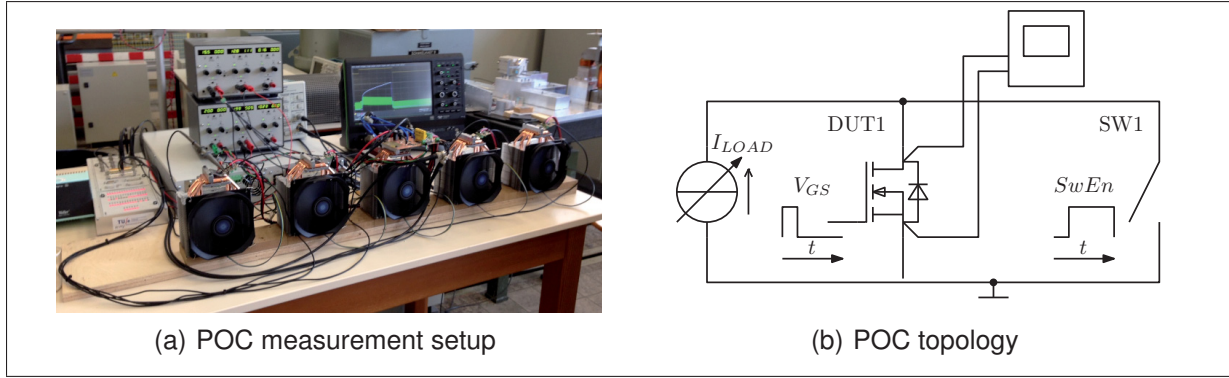 DUT1
SW1
I_LOAD
V_GS
SwEn
t
t
(a) POC measurement setup
(b) POC topology